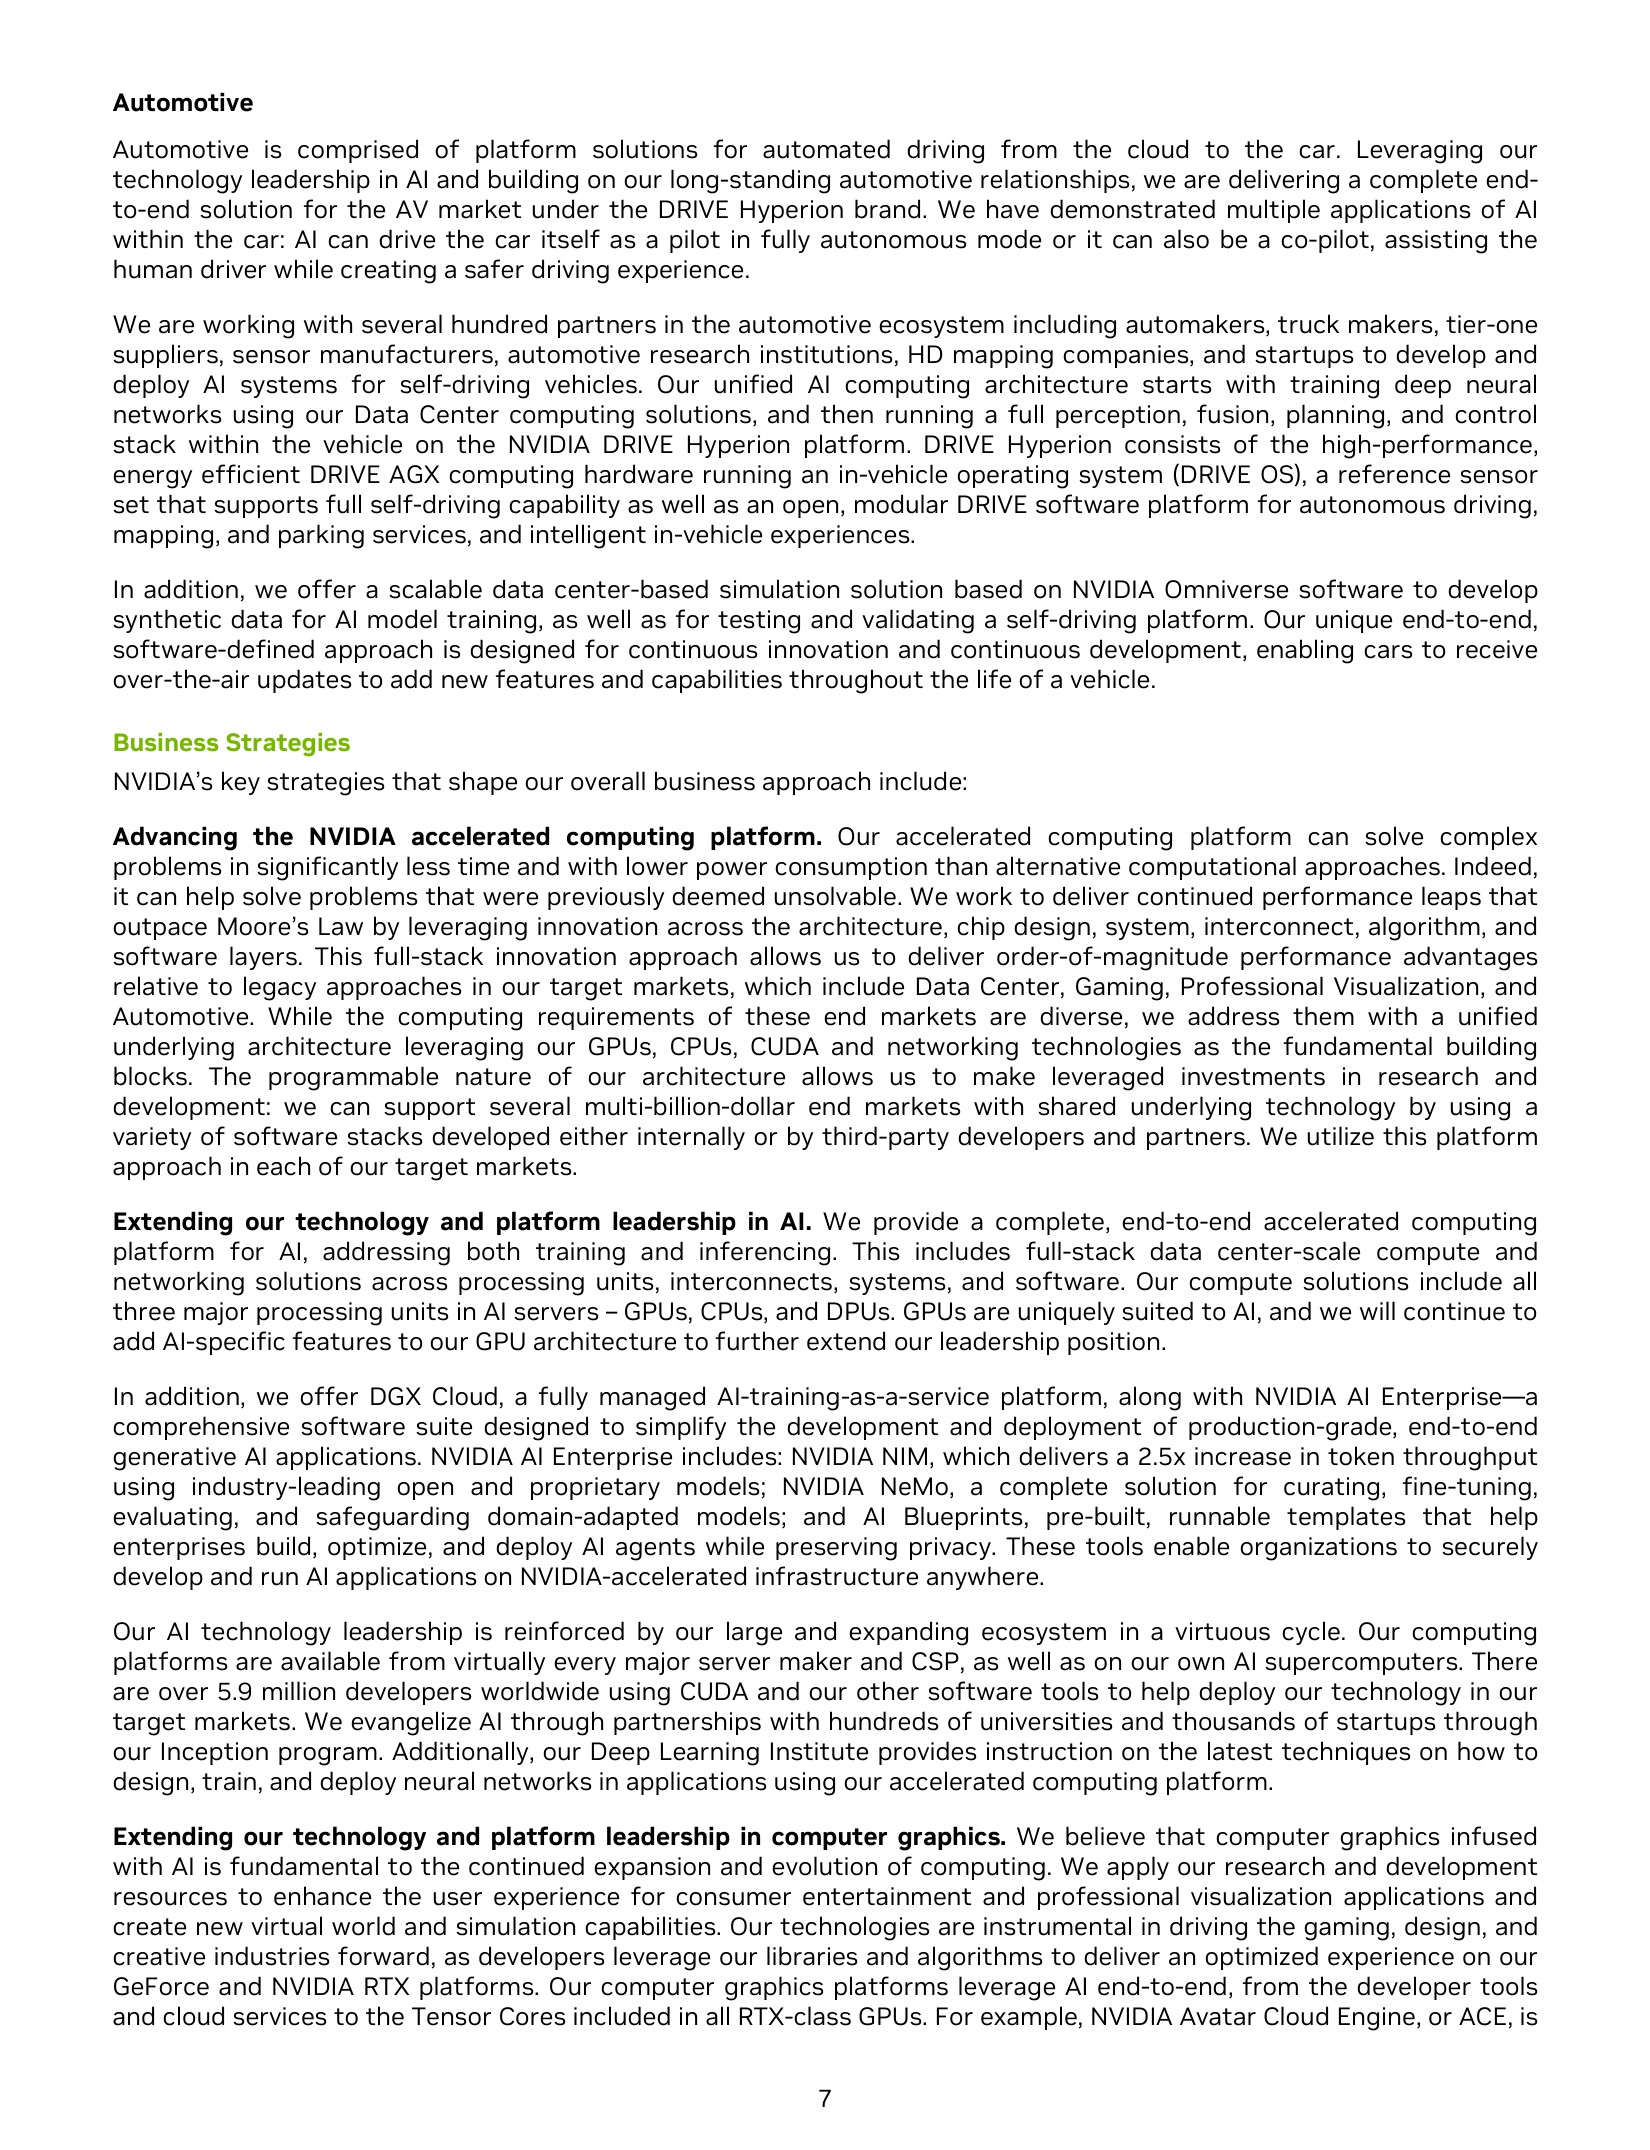 Automotive
Automotive is comprised of platform solutions for automated driving from the cloud to the car. Leveraging our
technology leadership in AI and building on our long-standing automotive relationships, we are delivering a complete end-
to-end solution for the AV market under the DRIVE Hyperion brand. We have demonstrated multiple applications of AI
within the car: AI can drive the car itself as a pilot in fully autonomous mode or it can also be a co-pilot, assisting the
human driver while creating a safer driving experience.
We are working with several hundred partners in the automotive ecosystem including automakers, truck makers, tier-one
suppliers, sensor manufacturers, automotive research institutions, HD mapping companies, and startups to develop and
deploy AI systems for self-driving vehicles. Our unified AI computing architecture starts with training deep neural
networks using our Data Center computing solutions, and then running a full perception, fusion, planning, and control
stack within the vehicle on the NVIDIA DRIVE Hyperion platform. DRIVE Hyperion consists of the high-performance,
energy efficient DRIVE AGX computing hardware running an in-vehicle operating system (DRIVE OS), a reference sensor
set that supports full self-driving capability as well as an open, modular DRIVE software platform for autonomous driving,
mapping, and parking services, and intelligent in-vehicle experiences.
In addition, we offer a scalable data center-based simulation solution based on NVIDIA Omniverse software to develop
synthetic data for AI model training, as well as for testing and validating a self-driving platform. Our unique end-to-end,
software-defined approach is designed for continuous innovation and continuous development, enabling cars to receive
over-the-air updates to add new features and capabilities throughout the life of a vehicle.
Business Strategies
NVIDIA’s key strategies that shape our overall business approach include:
Advancing the NVIDIA accelerated computing platform. Our accelerated computing platform can solve complex
problems in significantly less time and with lower power consumption than alternative computational approaches. Indeed,
it can help solve problems that were previously deemed unsolvable. We work to deliver continued performance leaps that
outpace Moore’s Law by leveraging innovation across the architecture, chip design, system, interconnect, algorithm, and
software layers. This full-stack innovation approach allows us to deliver order-of-magnitude performance advantages
relative to legacy approaches in our target markets, which include Data Center, Gaming, Professional Visualization, and
Automotive. While the computing requirements of these end markets are diverse, we address them with a unified
underlying architecture leveraging our GPUs, CPUs, CUDA and networking technologies as the fundamental building
blocks. The programmable nature of our architecture allows us to make leveraged investments in research and
development: we can support several multi-billion-dollar end markets with shared underlying technology by using a
variety of software stacks developed either internally or by third-party developers and partners. We utilize this platform
approach in each of our target markets.
Extending our technology and platform leadership in AI. We provide a complete, end-to-end accelerated computing
platform for AI, addressing both training and inferencing. This includes full-stack data center-scale compute and
networking solutions across processing units, interconnects, systems, and software. Our compute solutions include all
three major processing units in AI servers – GPUs, CPUs, and DPUs. GPUs are uniquely suited to AI, and we will continue to
add AI-specific features to our GPU architecture to further extend our leadership position.
In addition, we offer DGX Cloud, a fully managed AI-training-as-a-service platform, along with NVIDIA AI Enterprise—a
comprehensive software suite designed to simplify the development and deployment of production-grade, end-to-end
generative AI applications. NVIDIA AI Enterprise includes: NVIDIA NIM, which delivers a 2.5x increase in token throughput
using industry-leading open and proprietary models; NVIDIA NeMo, a complete solution for curating, fine-tuning,
evaluating, and safeguarding domain-adapted models; and AI Blueprints, pre-built, runnable templates that help
enterprises build, optimize, and deploy AI agents while preserving privacy. These tools enable organizations to securely
develop and run AI applications on NVIDIA-accelerated infrastructure anywhere.
Our AI technology leadership is reinforced by our large and expanding ecosystem in a virtuous cycle. Our computing
platforms are available from virtually every major server maker and CSP, as well as on our own AI supercomputers. There
are over 5.9 million developers worldwide using CUDA and our other software tools to help deploy our technology in our
target markets. We evangelize AI through partnerships with hundreds of universities and thousands of startups through
our Inception program. Additionally, our Deep Learning Institute provides instruction on the latest techniques on how to
design, train, and deploy neural networks in applications using our accelerated computing platform.
Extending our technology and platform leadership in computer graphics. We believe that computer graphics infused
with AI is fundamental to the continued expansion and evolution of computing. We apply our research and development
resources to enhance the user experience for consumer entertainment and professional visualization applications and
create new virtual world and simulation capabilities. Our technologies are instrumental in driving the gaming, design, and
creative industries forward, as developers leverage our libraries and algorithms to deliver an optimized experience on our
GeForce and NVIDIA RTX platforms. Our computer graphics platforms leverage AI end-to-end, from the developer tools
and cloud services to the Tensor Cores included in all RTX-class GPUs. For example, NVIDIA Avatar Cloud Engine, or ACE, is
7